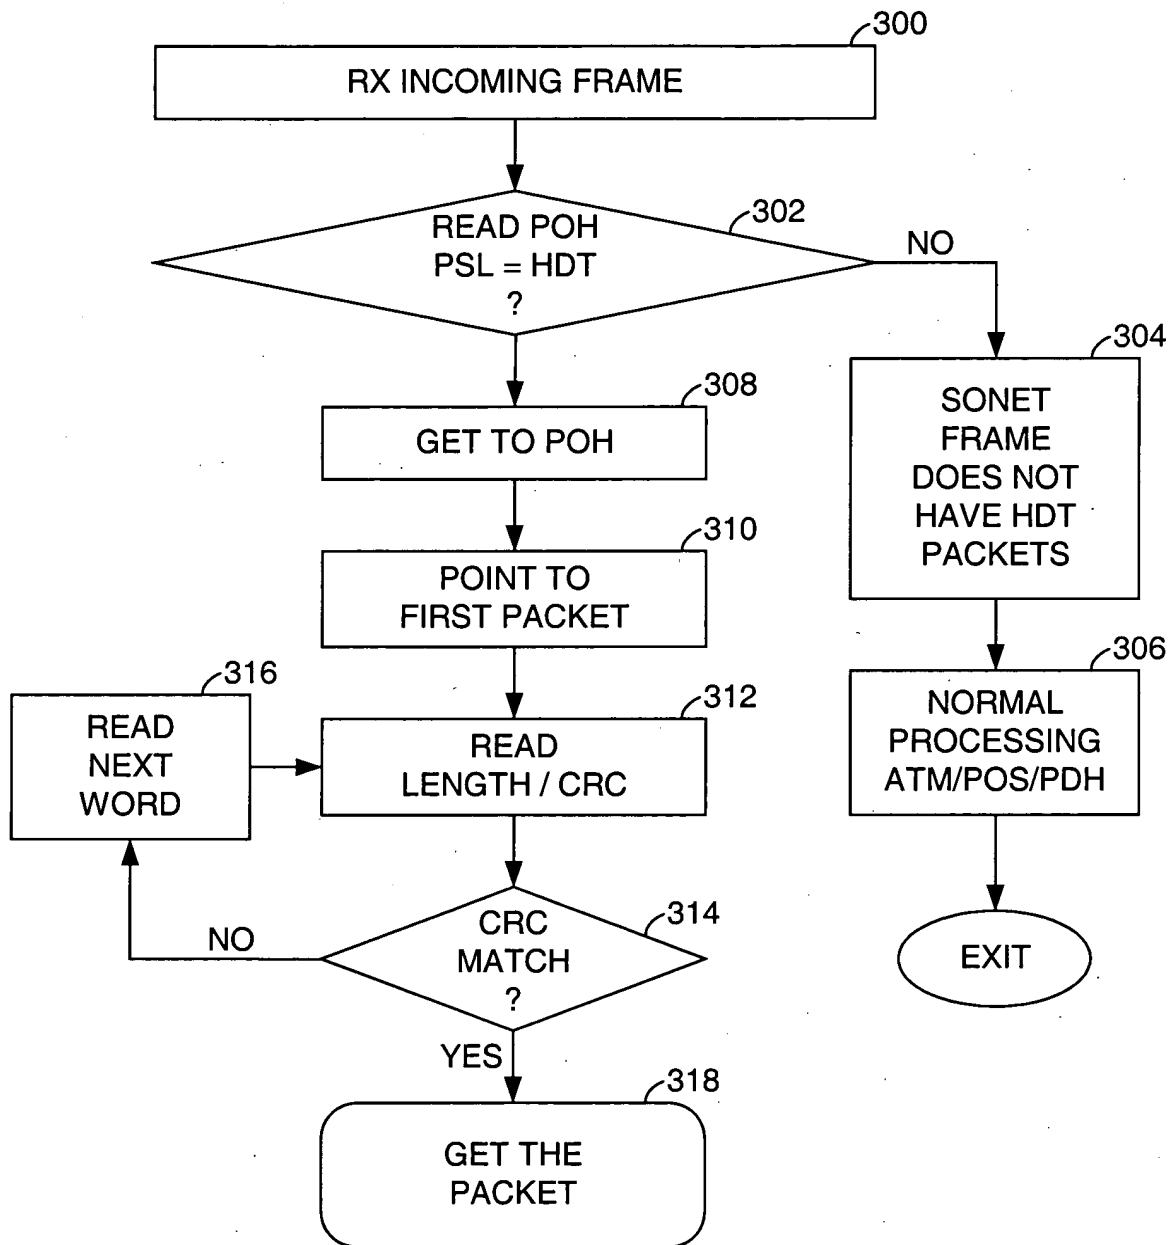 300
RX INCOMING FRAME
302
READ POH
PSL = HDT
?
NO
304
SONET
FRAME
DOES NOT
HAVE HDT
PACKETS
308
GET TO POH
310
POINT TO
FIRST PACKET
306
NORMAL
PROCESSING
ATM/POS/PDH
316
READ
NEXT
WORD
312
READ
LENGTH / CRC
314
CRC
MATCH
?
NO
EXIT
YES
318
GET THE
PACKET